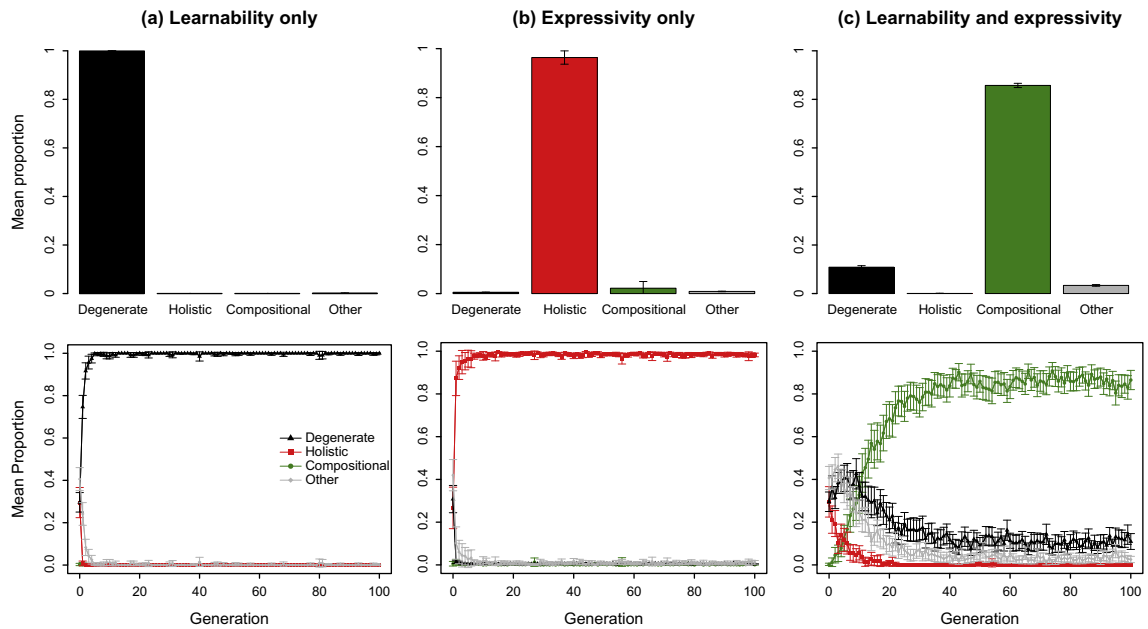 (a) Learnability only
(b) Expressivity only
(c) Learnability and expressivity
Mean proportion
0 0.2 0.4 0.6 0.8 1
Degenerate Holistic Compositional Other
0 0.2 0.4 0.6 0.8 1
Degenerate Holistic Compositional Other
0 0.2 0.4 0.6 0.8 1
Degenerate Holistic Compositional Other
Mean Proportion
0.0 0.2 0.4 0.6 0.8 1.0
Degenerate
Holistic
Compositional
Other
0 20 40 60 80 100
Generation
0.0 0.2 0.4 0.6 0.8 1.0
0 20 40 60 80 100
Generation
0.0 0.2 0.4 0.6 0.8 1.0
0 20 40 60 80 100
Generation